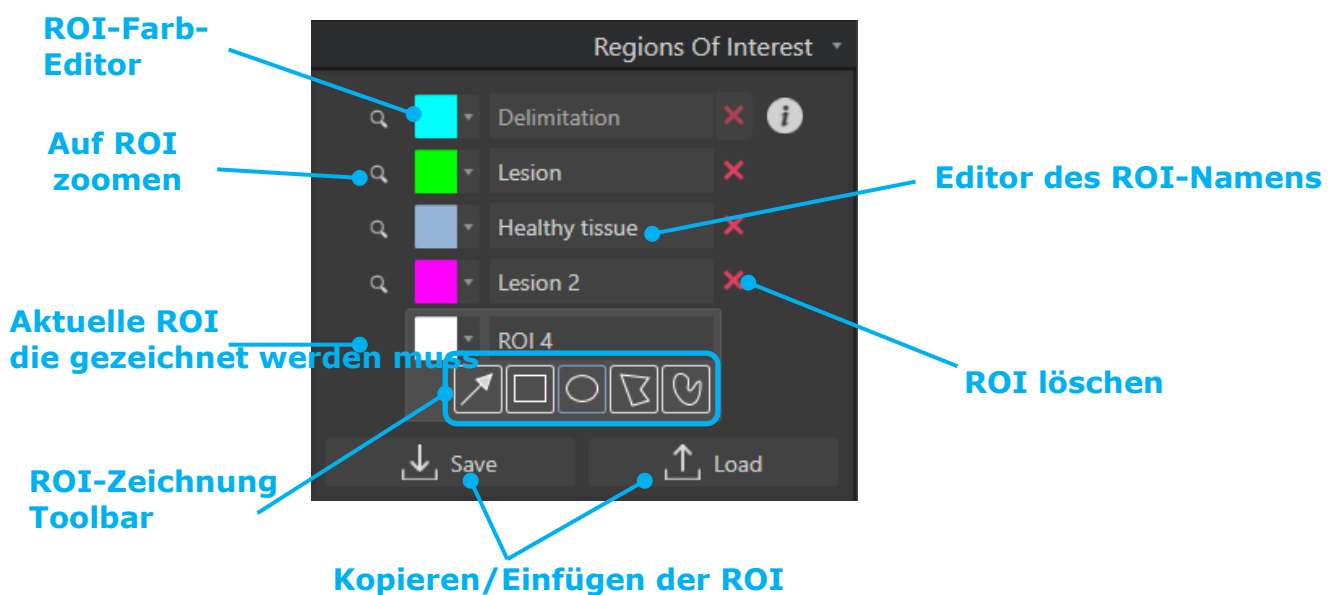 ROI-Farb-
Editor
Regions Of Interest
Delimitation
i
Auf ROI
zoomen
Lesion
Editor des ROI-Namens
Healthy tissue
Lesion 2
Aktuelle ROI
die gezeichnet werden muss
ROI 4
ROI löschen
Save
Load
ROI-Zeichnung
Toolbar
Kopieren/Einfügen der ROI